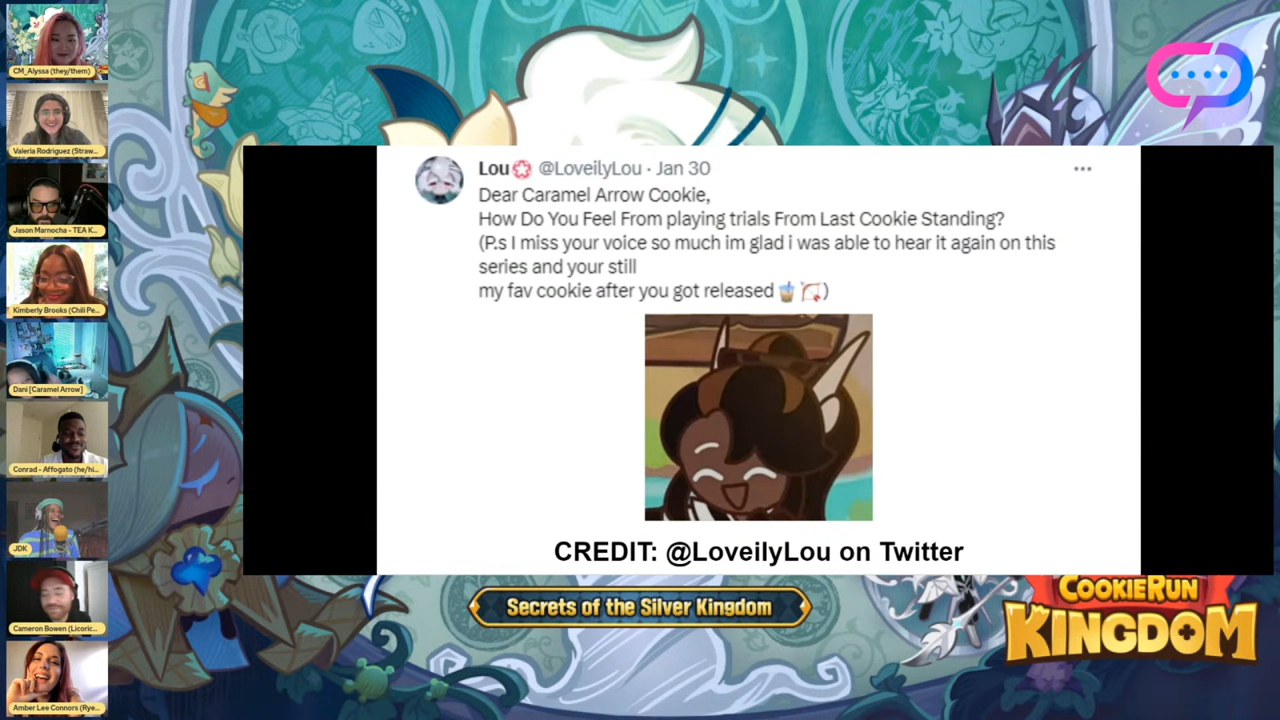 CM_Alyssa (they/them)
Valeria Rodriguez (Straw...
Jason Marnocha - TEA K...
Kimberly Brooks (Chili Pe...
Dani [Caramel Arrow]
Conrad - Affogato (he/hi...
JDK
Cameron Bowen (Licoric...
Amber Lee Connors (Rye...
Lou @LoveilyLou · Jan 30
Dear Caramel Arrow Cookie,
How Do You Feel From playing trials From Last Cookie Standing?
(P.s I miss your voice so much im glad i was able to hear it again on this
series and your still
my fav cookie after you got released 🧋🏹)
CREDIT: @LoveilyLou on Twitter
Secrets of the Silver Kingdom
COOKIERUN
KINGDOM